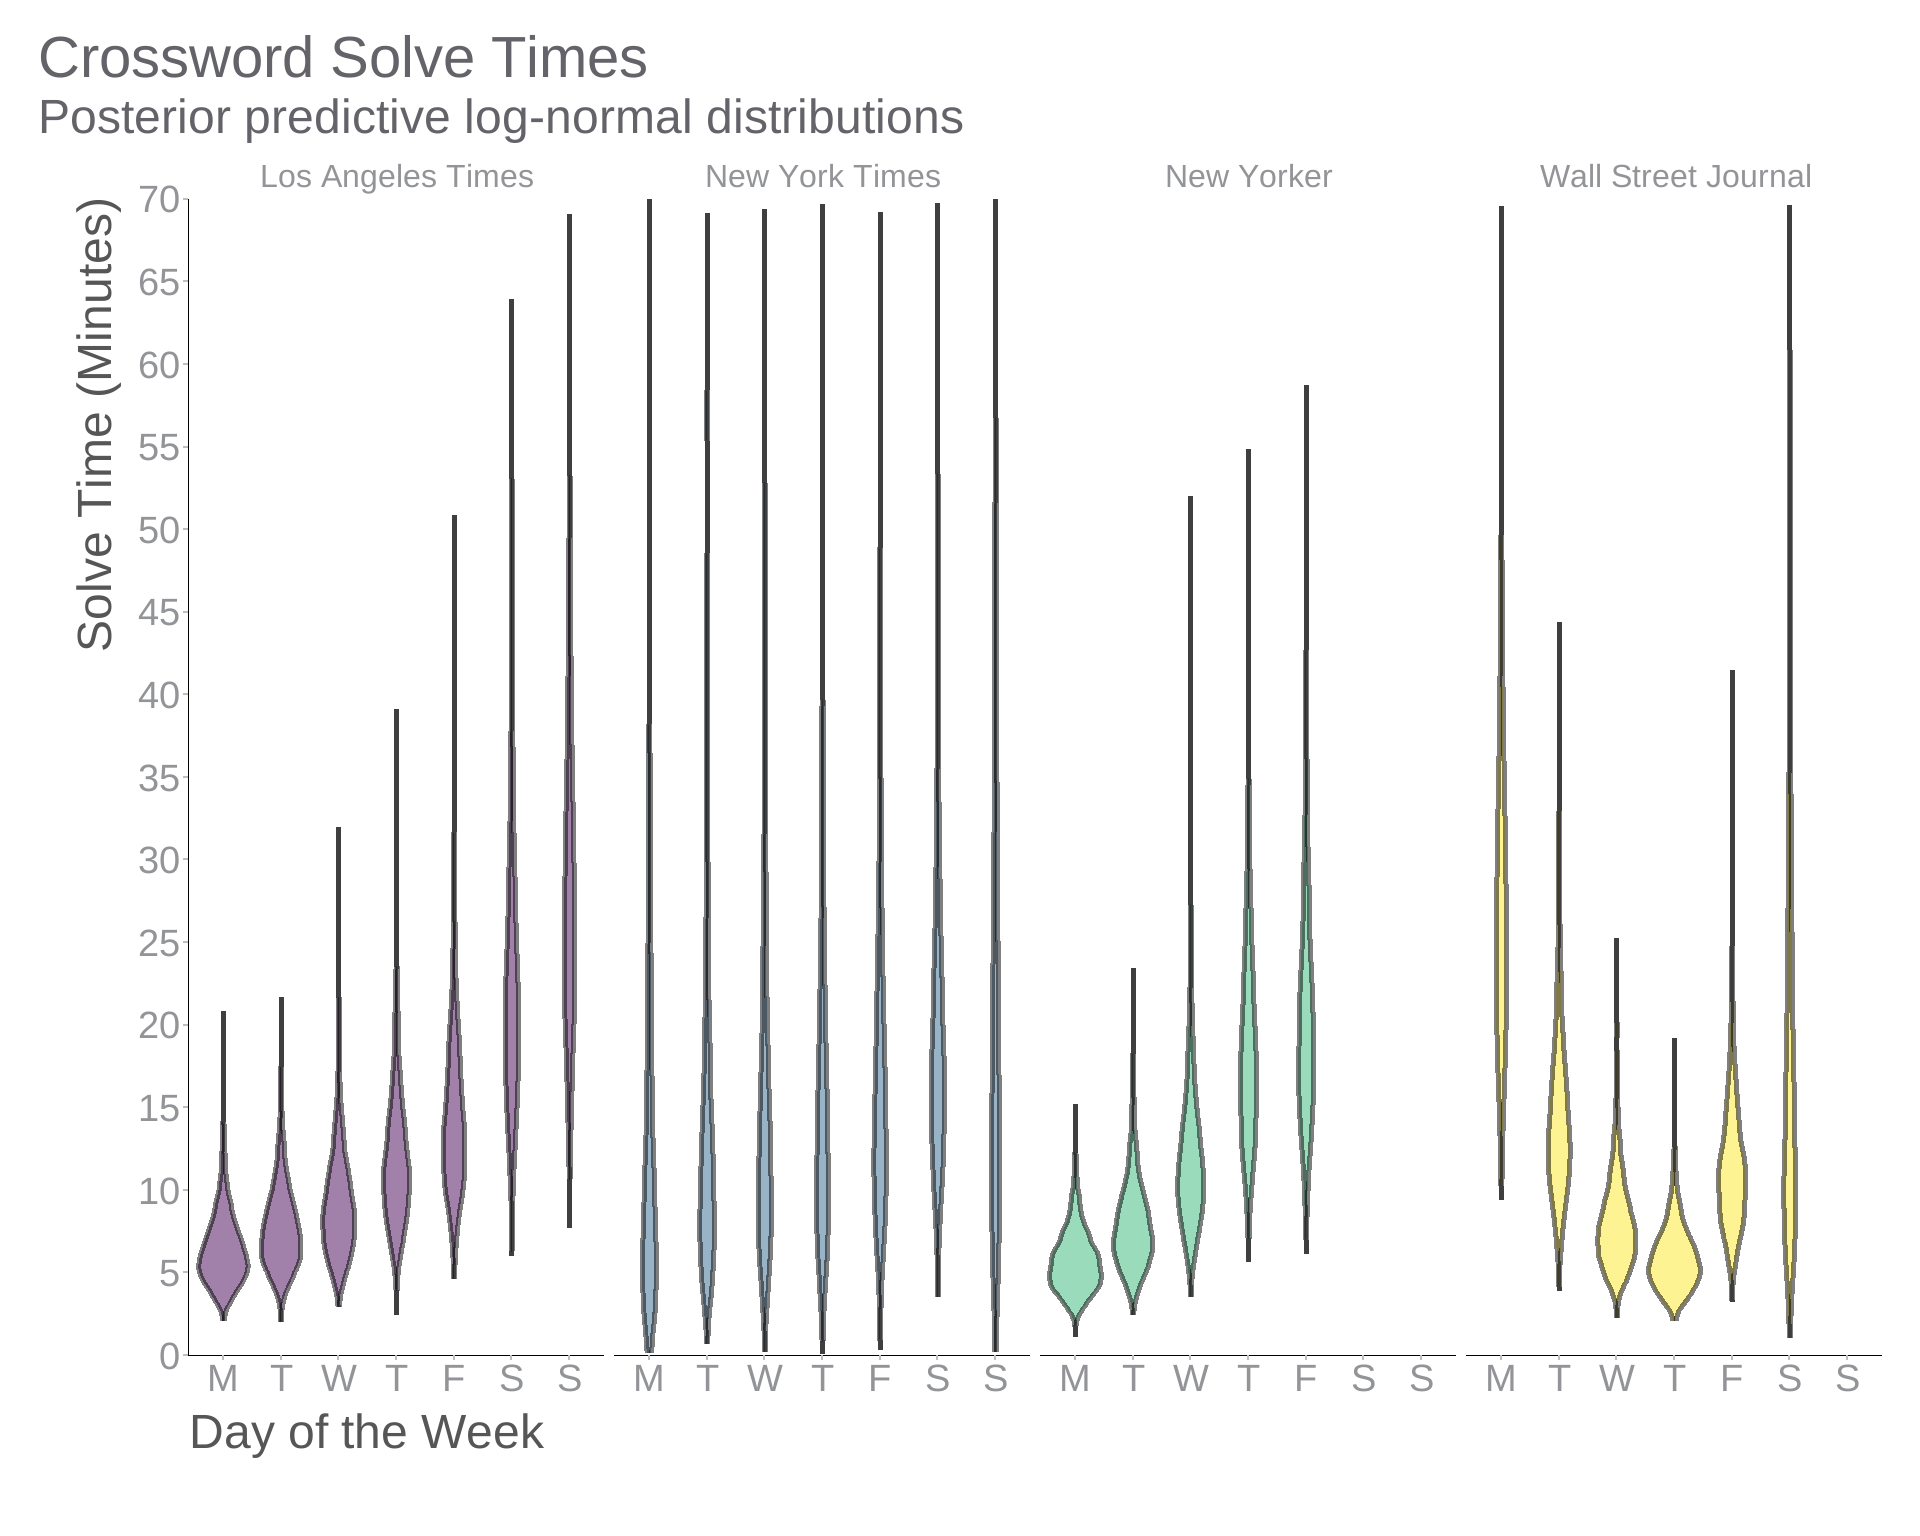 Crossword Solve Times
Posterior predictive log-normal distributions
Los Angeles Times New York Times New Yorker Wall Street Journal
Solve Time (Minutes)
70
65
60
55
50
45
40
35
30
25
20
15
10
5
0
M T W T F S S M T W T F S S M T W T F S S M T W T F S S
Day of the Week